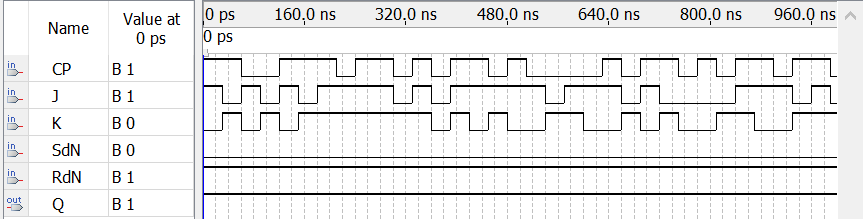 Name
Value at
0 ps
0 ps 160.0 ns 320.0 ns 480.0 ns 640.0 ns 800.0 ns 960.0 ns
0 ps
in CP B 1
in J B 1
in K B 0
in SdN B 0
in RdN B 1
out Q B 1